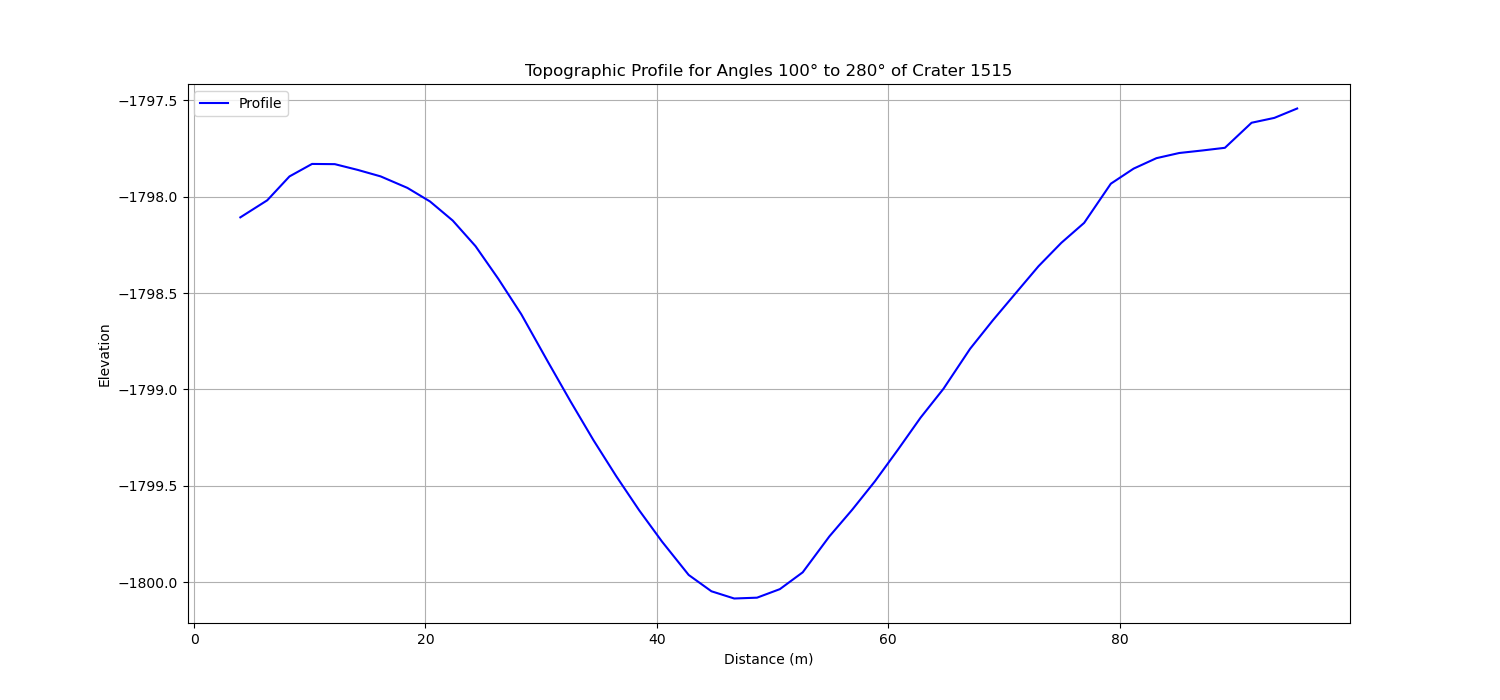 Topographic Profile for Angles 100° to 280° of Crater 1515
Profile
Elevation
−1797.5
−1798.0
−1798.5
−1799.0
−1799.5
−1800.0
0 20 40 60 80
Distance (m)